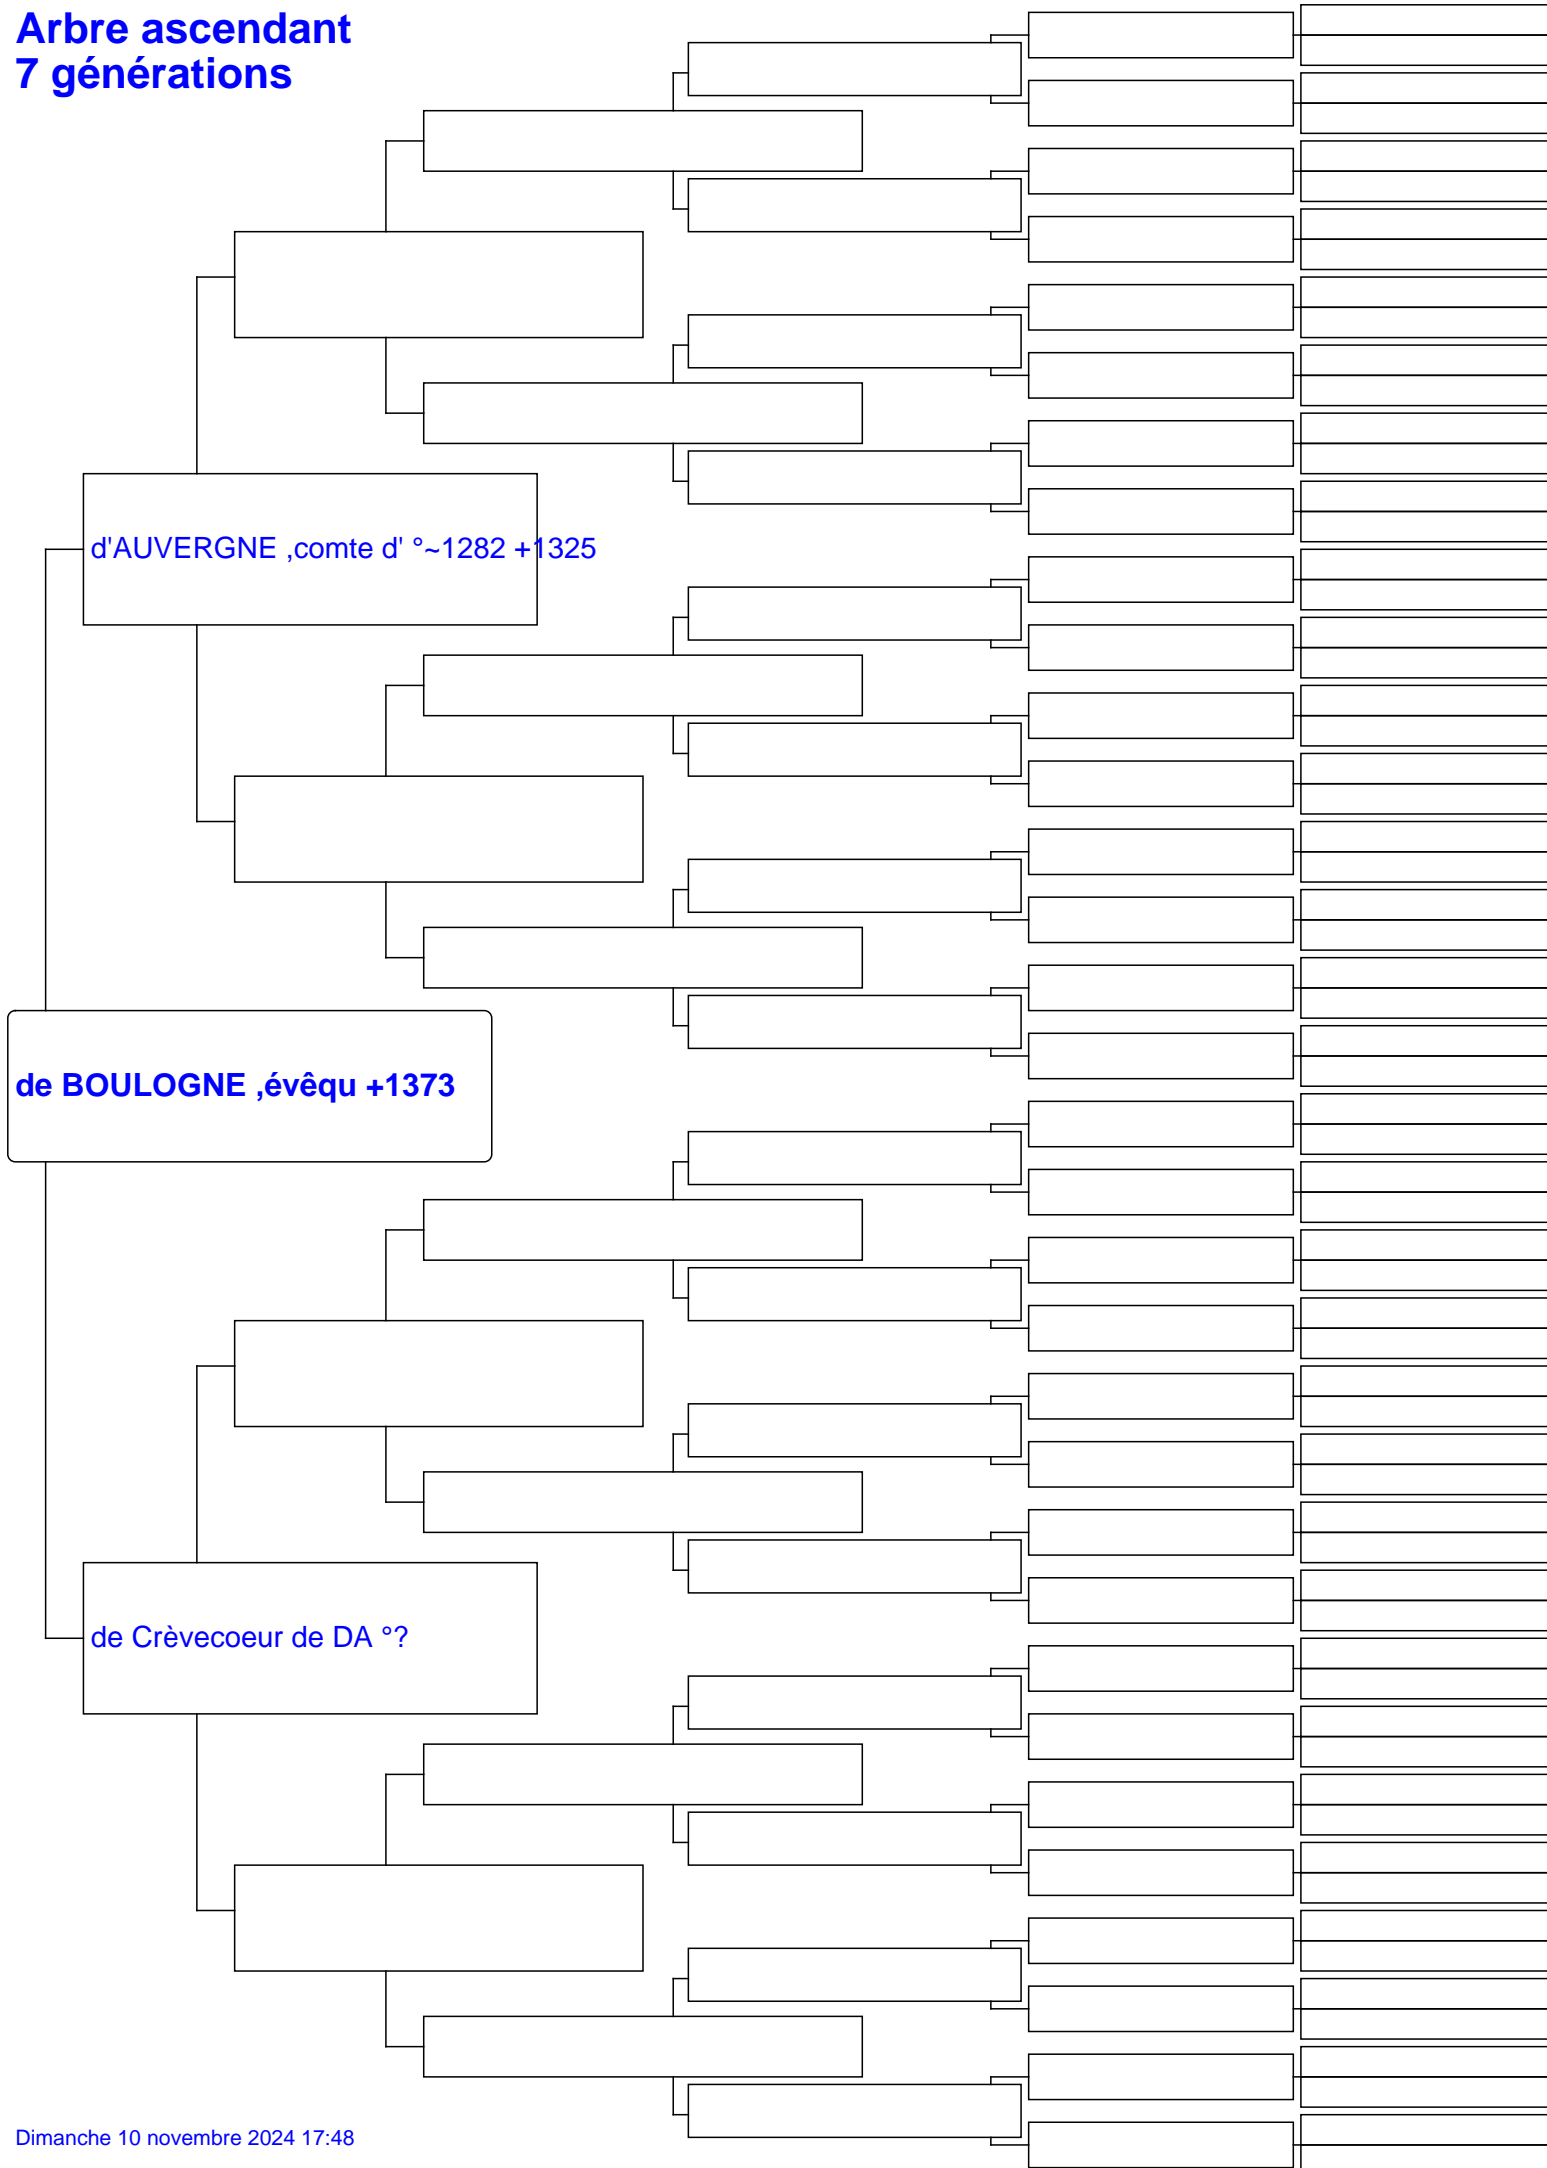 Arbre ascendant
7 générations
d'AUVERGNE ,comte d' °~1282 +1325
de BOULOGNE ,évêqu +1373
de Crèvecoeur de DA °?
Dimanche 10 novembre 2024 17:48